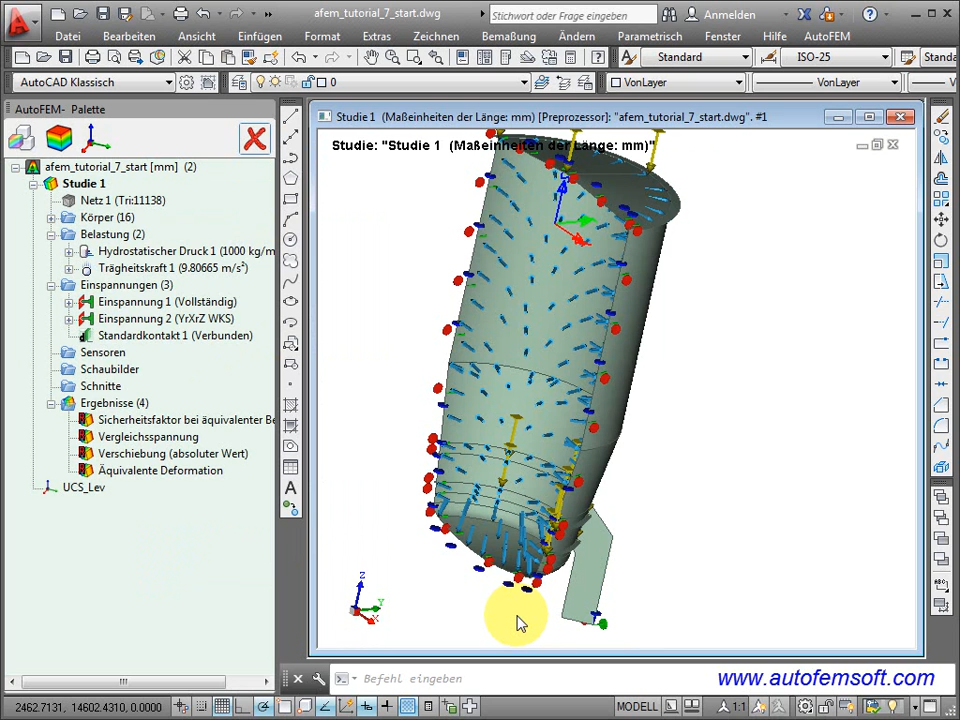 afem_tutorial_7_start.dwg
Stichwort oder Frage eingeben
Anmelden
Datei Bearbeiten Ansicht Einfügen Format Extras Zeichnen Bemaßung Ändern Parametrisch Fenster Hilfe AutoFEM
Standard ISO-25 Standa
AutoCAD Klassisch 0 VonLayer VonLayer
AutoFEM- Palette
Studie 1 (Maßeinheiten der Länge: mm) [Preprozessor]: "afem_tutorial_7_start.dwg". #1
Studie: "Studie 1 (Maßeinheiten der Länge: mm)"
afem_tutorial_7_start [mm] (2)
Studie 1
Netz 1 (Tri:11138)
Körper (16)
Belastung (2)
Hydrostatischer Druck 1 (1000 kg/m
Trägheitskraft 1 (9.80665 m/s²)
Einspannungen (3)
Einspannung 1 (Vollständig)
Einspannung 2 (YrXrZ WKS)
Standardkontakt 1 (Verbunden)
Sensoren
Schaubilder
Schnitte
Ergebnisse (4)
Sicherheitsfaktor bei äquivalenter Be
Vergleichsspannung
Verschiebung (absoluter Wert)
Äquivalente Deformation
UCS_Lev
Z
Y
X
Befehl eingeben
www.autofemsoft.com
2462.7131, 14602.4310, 0.0000
MODELL
1:1